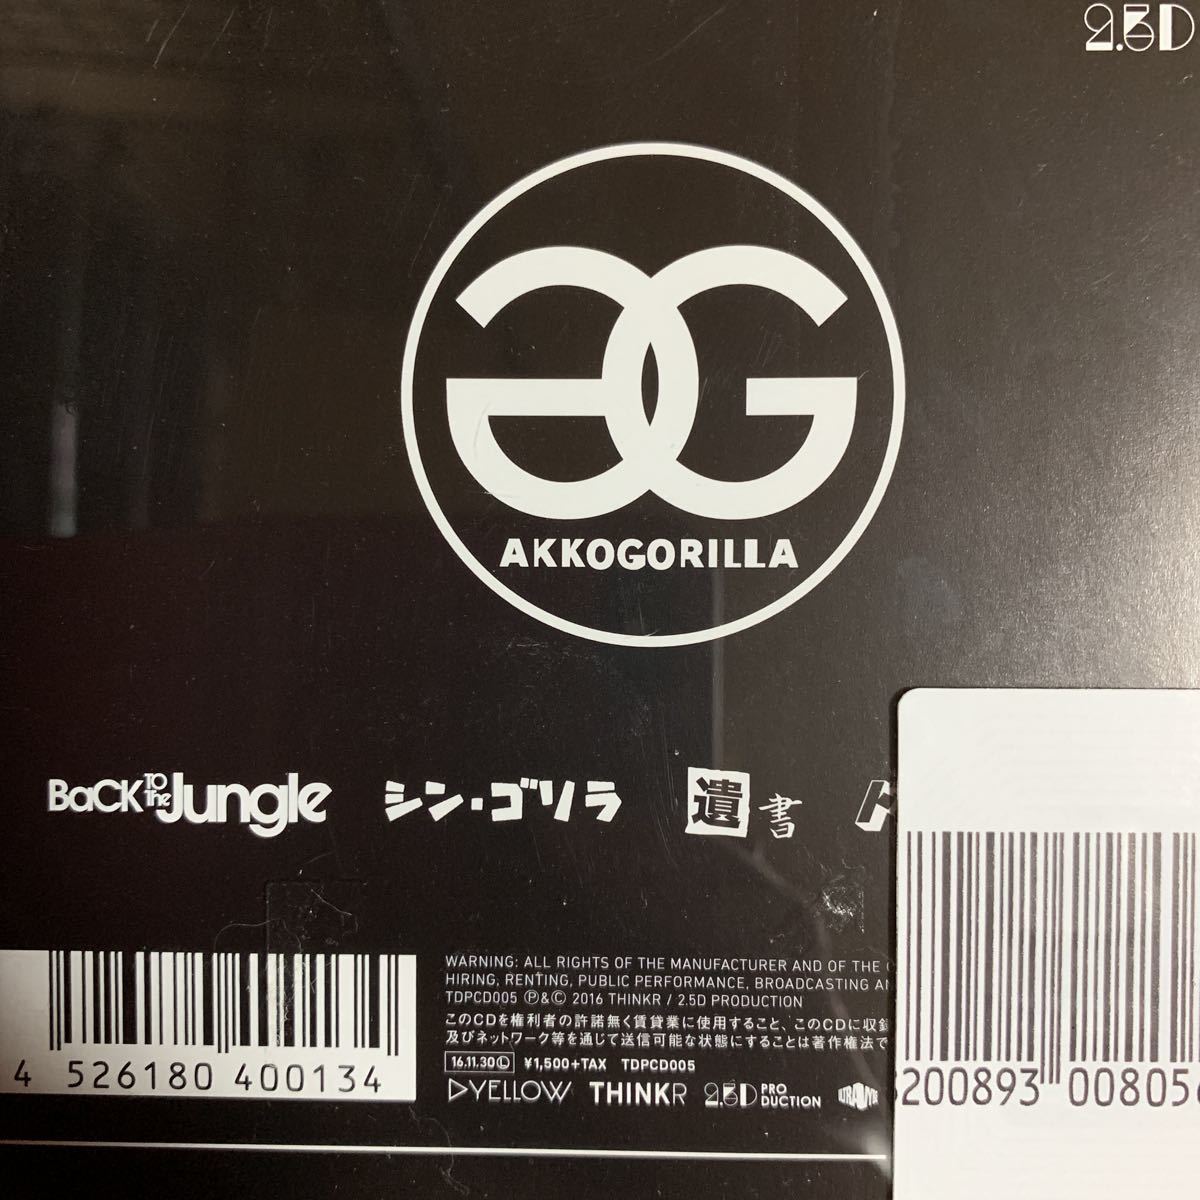 2.5D
AKKOGORILLA
BaCK TO The Jungle シン・ゴリラ 遺書
WARNING: ALL RIGHTS OF THE MANUFACTURER AND OF THE
HIRING, RENTING, PUBLIC PERFORMANCE, BROADCASTING
TDPCD005 Ⓟ&Ⓒ 2016 THINKR / 2.5D PRODUCTION
このCDを権利者の許諾無く賃貸業に使用すること、このCDに収録
及びネットワーク等を通じて送信可能な状態にすることは著作権法で
16.11.30Ⓛ ¥1,500+TAX TDPCD005
4 526180 400134
YELLOW THINKR 2.5D PRODUCTION
200893 008056